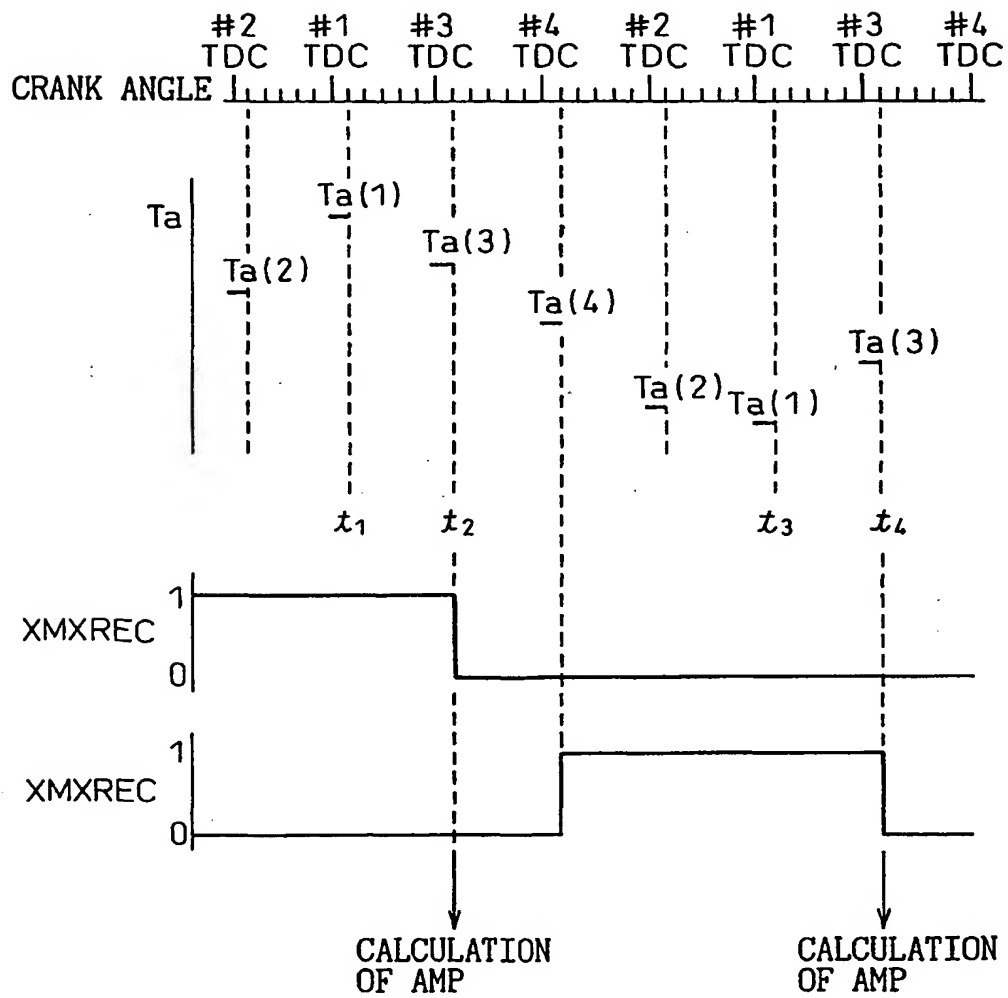 #2 #1 #3 #4 #2 #1 #3 #4
TDC TDC TDC TDC TDC TDC TDC TDC
CRANK ANGLE
Ta(1)
Ta
Ta(3)
Ta(2)
Ta(4)
Ta(3)
Ta(2) Ta(1)
t1 t2 t3 t4
1
XMXREC
0
1
XMXREC
0
CALCULATION CALCULATION
OF AMP OF AMP